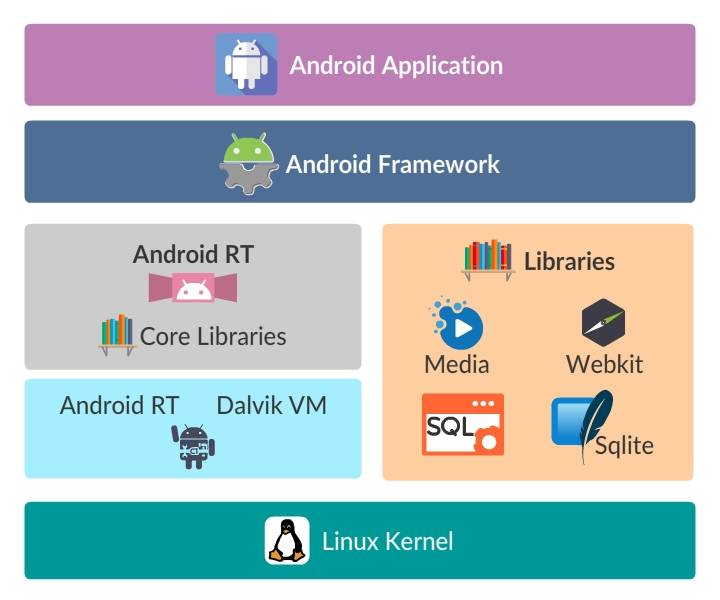 Android Application
Android Framework
Android RT
Core Libraries
Android RT Dalvik VM
Libraries
Media
Webkit
SQL
Sqlite
Linux Kernel